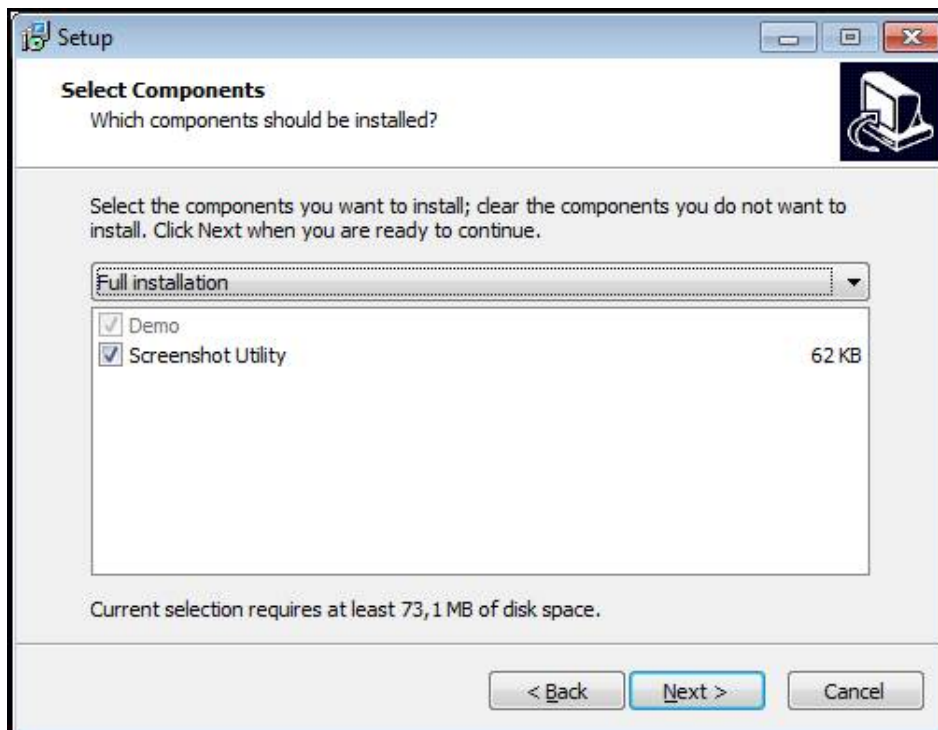 Setup
Select Components
Which components should be installed?
Select the components you want to install; clear the components you do not want to
install. Click Next when you are ready to continue.
Full installation
Demo
Screenshot Utility 62 KB
Current selection requires at least 73,1 MB of disk space.
< Back Next > Cancel